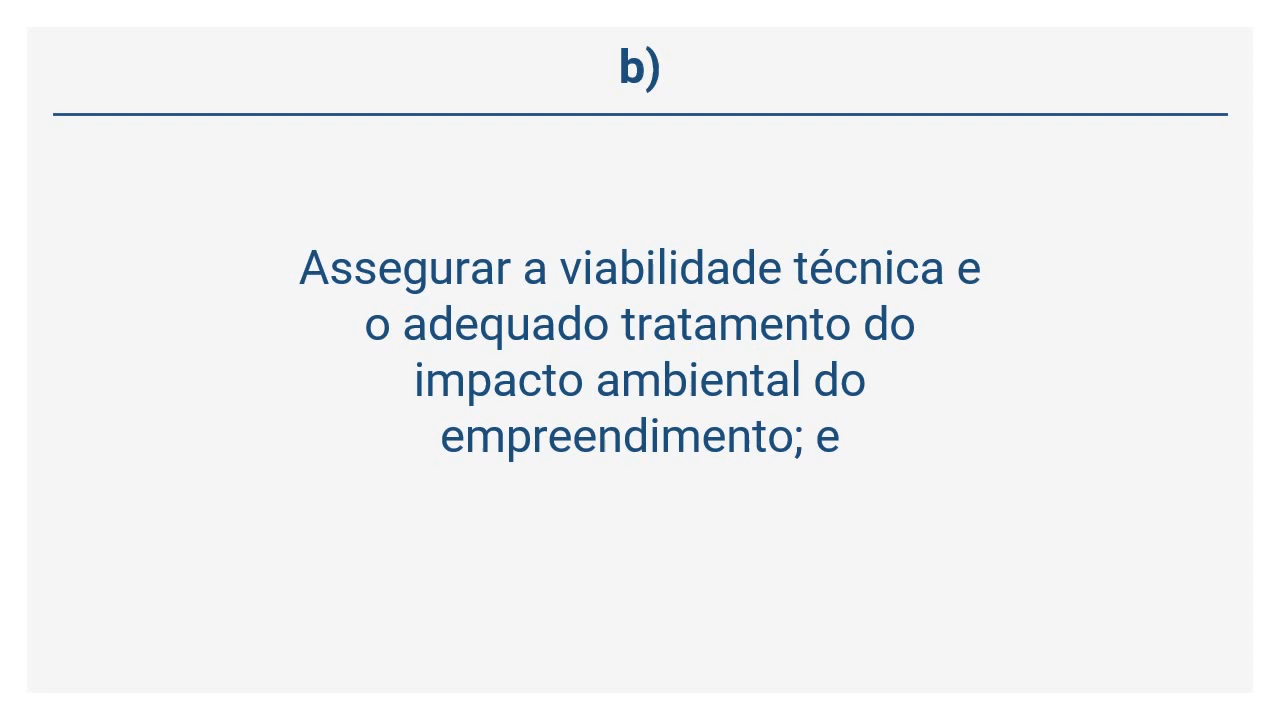 b)
Assegurar a viabilidade técnica e
o adequado tratamento do
impacto ambiental do
empreendimento; e